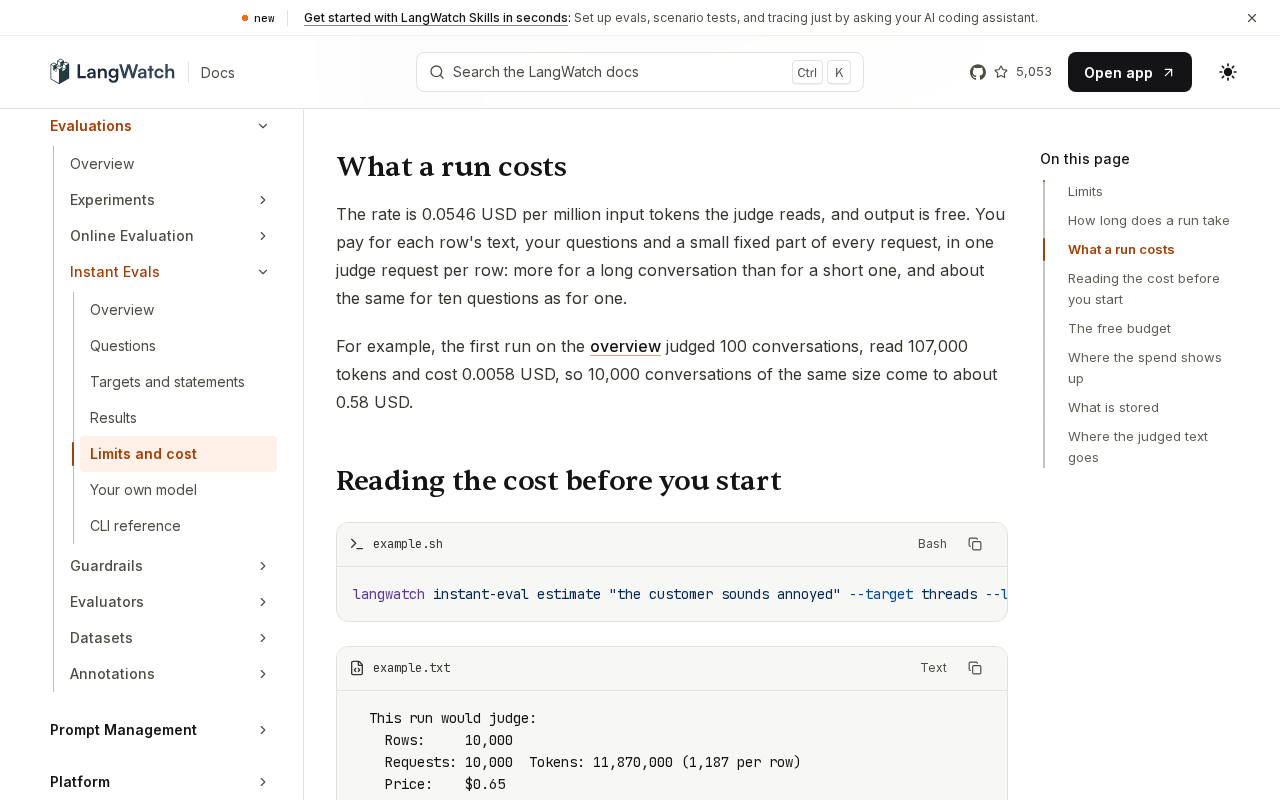 new
Get started with LangWatch Skills in seconds: Set up evals, scenario tests, and tracing just by asking your AI coding assistant.
LangWatch
Docs
Search the LangWatch docs
Ctrl
K
5,053
Open app
Evaluations
Overview
Experiments
Online Evaluation
Instant Evals
Overview
Questions
Targets and statements
Results
Limits and cost
Your own model
CLI reference
Guardrails
Evaluators
Datasets
Annotations
Prompt Management
Platform
What a run costs
The rate is 0.0546 USD per million input tokens the judge reads, and output is free. You
pay for each row's text, your questions and a small fixed part of every request, in one
judge request per row: more for a long conversation than for a short one, and about
the same for ten questions as for one.
For example, the first run on the overview judged 100 conversations, read 107,000
tokens and cost 0.0058 USD, so 10,000 conversations of the same size come to about
0.58 USD.
Reading the cost before you start
example.sh
Bash
langwatch instant-eval estimate "the customer sounds annoyed" --target threads --l
example.txt
Text
This run would judge:
Rows: 10,000
Requests: 10,000 Tokens: 11,870,000 (1,187 per row)
Price: $0.65
On this page
Limits
How long does a run take
What a run costs
Reading the cost before
you start
The free budget
Where the spend shows
up
What is stored
Where the judged text
goes